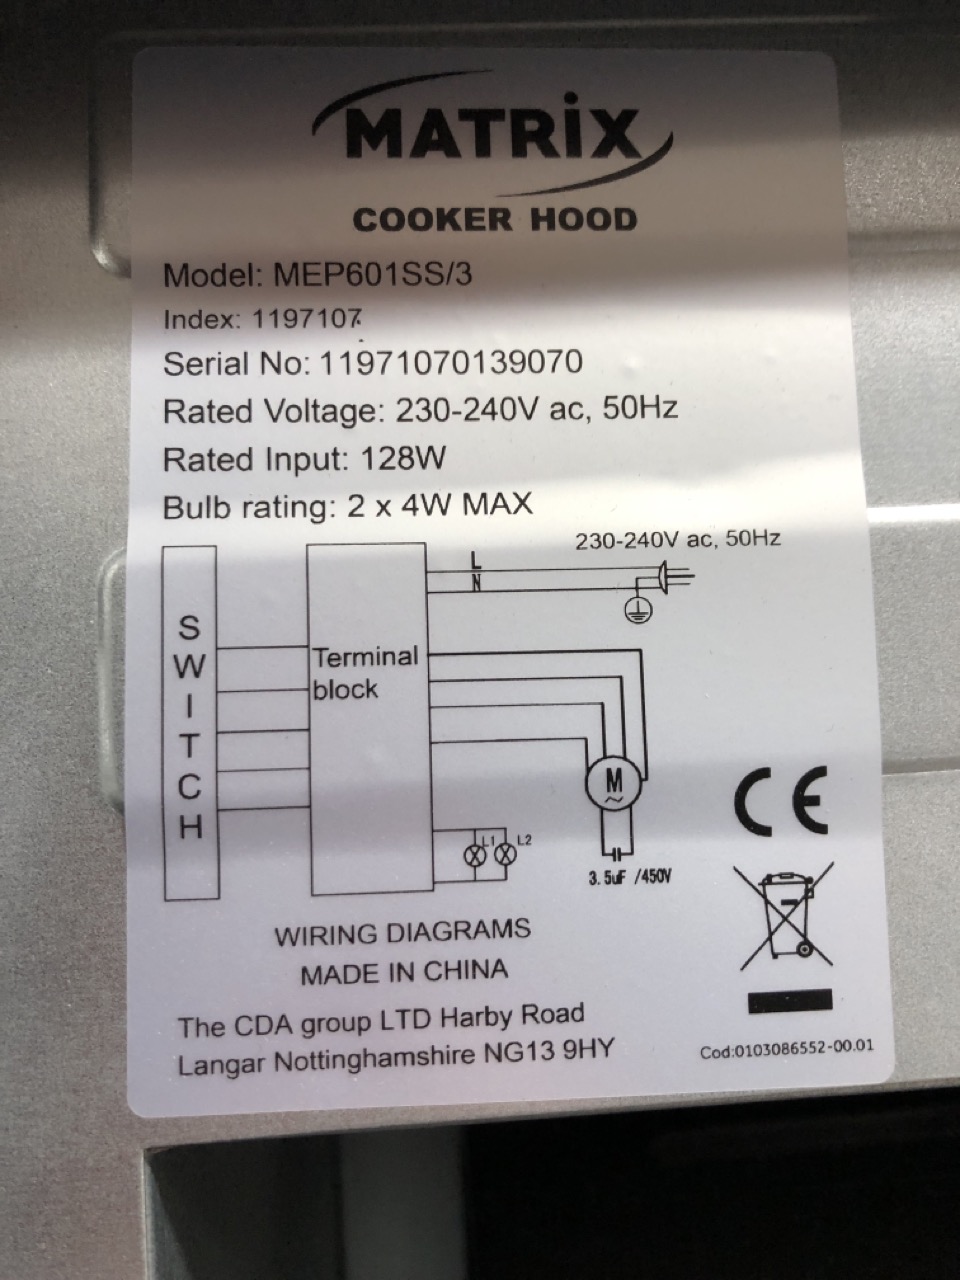 MATRiX
COOKER HOOD
Model: MEP601SS/3
Index: 1197107
Serial No: 11971070139070
Rated Voltage: 230-240V ac, 50Hz
Rated Input: 128W
Bulb rating: 2 x 4W MAX
230-240V ac, 50Hz
L
N
SWITCH
Terminal
block
M
~
L1 L2
3.5uF /450V
CE
WIRING DIAGRAMS
MADE IN CHINA
The CDA group LTD Harby Road
Langar Nottinghamshire NG13 9HY
Cod:0103086552-00.01